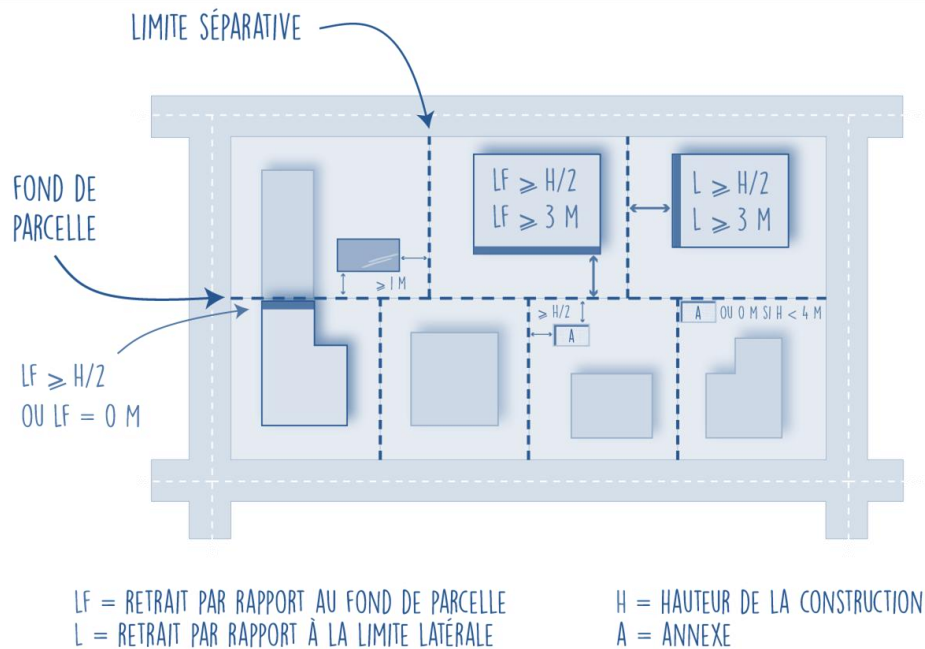 LIMITE SÉPARATIVE
FOND DE
PARCELLE
LF ⩾ H/2
LF ⩾ 3 M
L ⩾ H/2
L ⩾ 3 M
⩾ 1 M
⩾ H/2
A
A OU 0 M SI H < 4 M
LF ⩾ H/2
OU LF = 0 M
LF = RETRAIT PAR RAPPORT AU FOND DE PARCELLE
L = RETRAIT PAR RAPPORT À LA LIMITE LATÉRALE
H = HAUTEUR DE LA CONSTRUCTION
A = ANNEXE